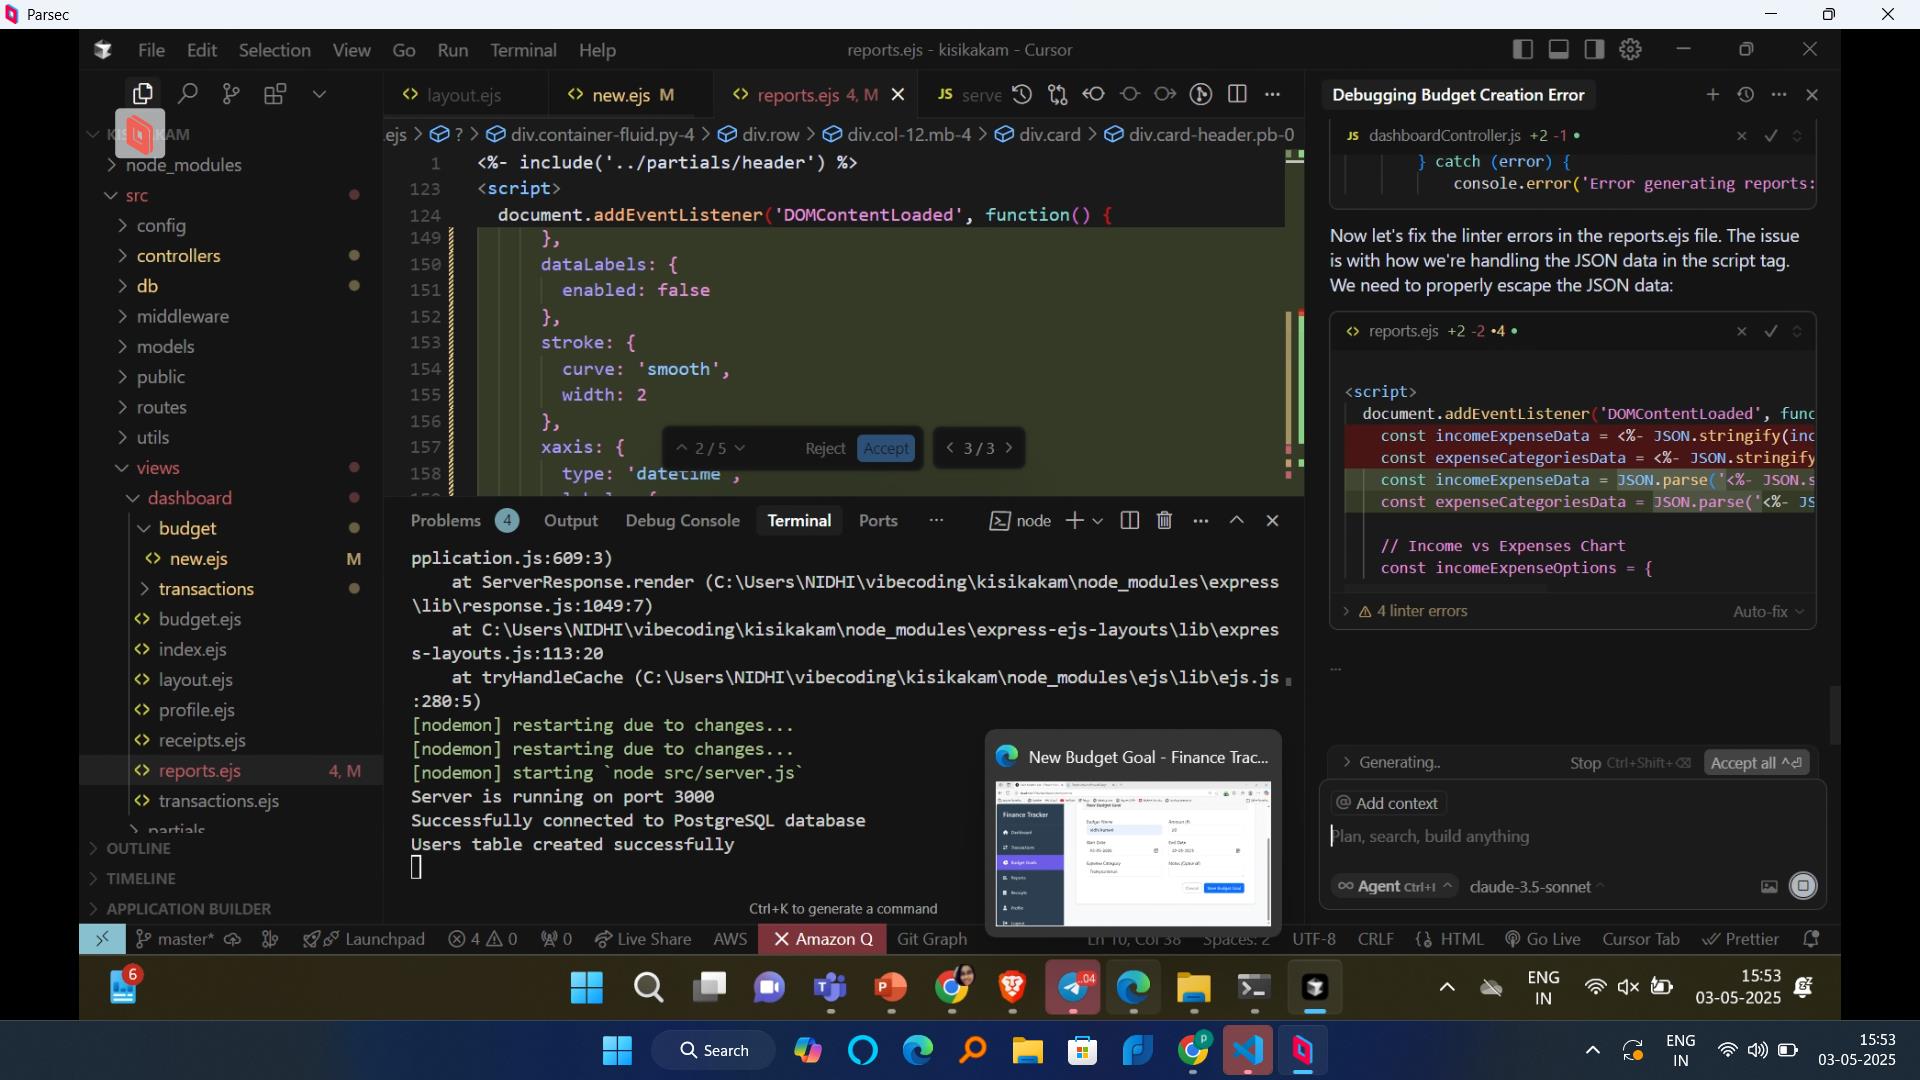 Parsec
File Edit Selection View Go Run Terminal Help
reports.ejs - kisikakam - Cursor
layout.ejs
new.ejs M
reports.ejs 4, M
JS serve
.ejs > ? > div.container-fluid.py-4 > div.row > div.col-12.mb-4 > div.card > div.card-header.pb-0
KAM
node_modules
src
config
controllers
db
middleware
models
public
routes
utils
views
dashboard
budget
new.ejs M
transactions
budget.ejs
index.ejs
layout.ejs
profile.ejs
receipts.ejs
reports.ejs 4, M
transactions.ejs
partials
OUTLINE
TIMELINE
APPLICATION BUILDER
1 <%- include('../partials/header') %>
123 <script>
124 document.addEventListener('DOMContentLoaded', function() {
149 },
150 dataLabels: {
151 enabled: false
152 },
153 stroke: {
154 curve: 'smooth',
155 width: 2
156 },
157 xaxis: {
158 type: 'datetime',
2 / 5 Reject Accept
3 / 3
Problems 4 Output Debug Console Terminal Ports
node
pplication.js:609:3)
at ServerResponse.render (C:\Users\NIDHI\vibecoding\kisikakam\node_modules\express
\lib\response.js:1049:7)
at C:\Users\NIDHI\vibecoding\kisikakam\node_modules\express-ejs-layouts\lib\expres
s-layouts.js:113:20
at tryHandleCache (C:\Users\NIDHI\vibecoding\kisikakam\node_modules\ejs\lib\ejs.js
:280:5)
[nodemon] restarting due to changes...
[nodemon] restarting due to changes...
[nodemon] starting `node src/server.js`
Server is running on port 3000
Successfully connected to PostgreSQL database
Users table created successfully
Ctrl+K to generate a command
New Budget Goal - Finance Trac...
Finance Tracker
Debugging Budget Creation Error
JS dashboardController.js +2 -1
} catch (error) {
console.error('Error generating reports:
Now let's fix the linter errors in the reports.ejs file. The issue
is with how we're handling the JSON data in the script tag.
We need to properly escape the JSON data:
reports.ejs +2 -2 •4
<script>
document.addEventListener('DOMContentLoaded', func
const incomeExpenseData = <%- JSON.stringify(inc
const expenseCategoriesData = <%- JSON.stringify
const incomeExpenseData = JSON.parse('<%- JSON.s
const expenseCategoriesData = JSON.parse('<%- JS
// Income vs Expenses Chart
const incomeExpenseOptions = {
4 linter errors Auto-fix
...
Generating.. Stop Ctrl+Shift+⌫ Accept all ^⏎
@ Add context
Plan, search, build anything
∞ Agent Ctrl+I claude-3.5-sonnet
master* Launchpad 4 0 0 Live Share AWS Amazon Q Git Graph Ln 10, Col 38 Spaces: 2 UTF-8 CRLF {} HTML Go Live Cursor Tab Prettier
6
04
ENG
IN
15:53
03-05-2025
Search
P
ENG
IN
15:53
03-05-2025